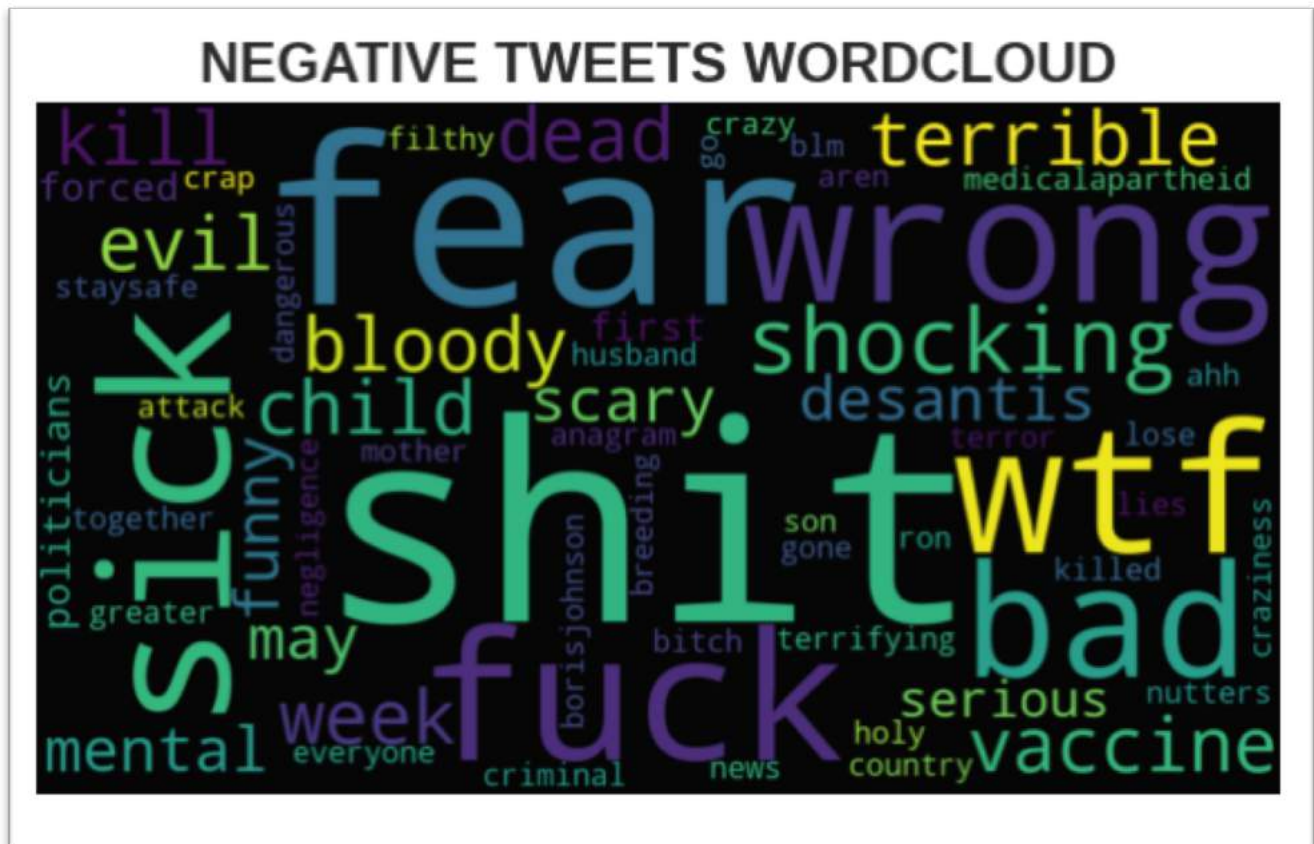 NEGATIVE TWEETS WORDCLOUD
kill
filthy
dead
crazy
go
blm
terrible
forced
crap
fear
aren
medicalapartheid
evil
dangerous
wrong
staysafe
bloody
first
shocking
husband
ahh
sick
attack
child
scary
desantis
politicians
funny
mother
anagram
terror
lose
wtf
negligence
shit
breeding
lies
together
son
gone
ron
craziness
killed
greater
borisjohnson
bad
may
fuck
bitch
terrifying
week
serious
nutters
mental
everyone
holy
vaccine
criminal
news
country